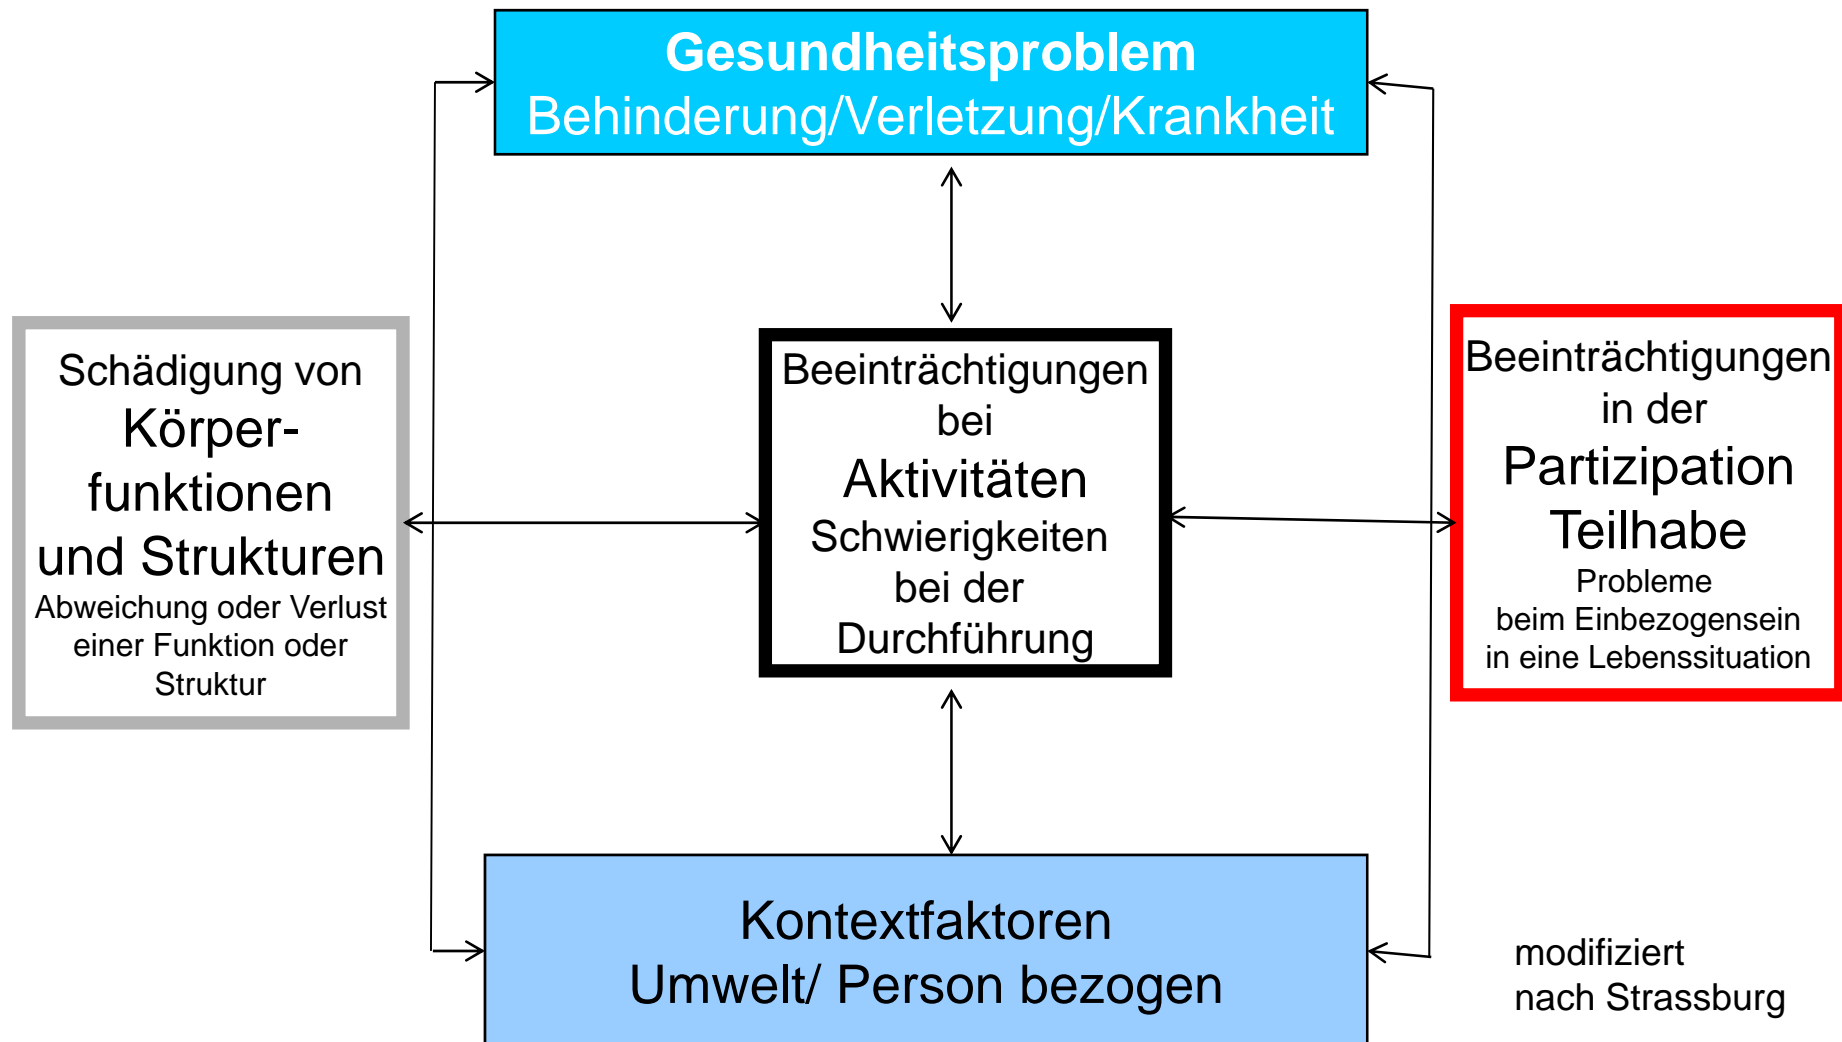 Gesundheitsproblem
Behinderung/Verletzung/Krankheit
Schädigung von
Körper-
funktionen
und Strukturen
Abweichung oder Verlust
einer Funktion oder
Struktur
Beeinträchtigungen
bei
Aktivitäten
Schwierigkeiten
bei der
Durchführung
Beeinträchtigungen
in der
Partizipation
Teilhabe
Probleme
beim Einbezogensein
in eine Lebenssituation
Kontextfaktoren
Umwelt/ Person bezogen
modifiziert
nach Strassburg